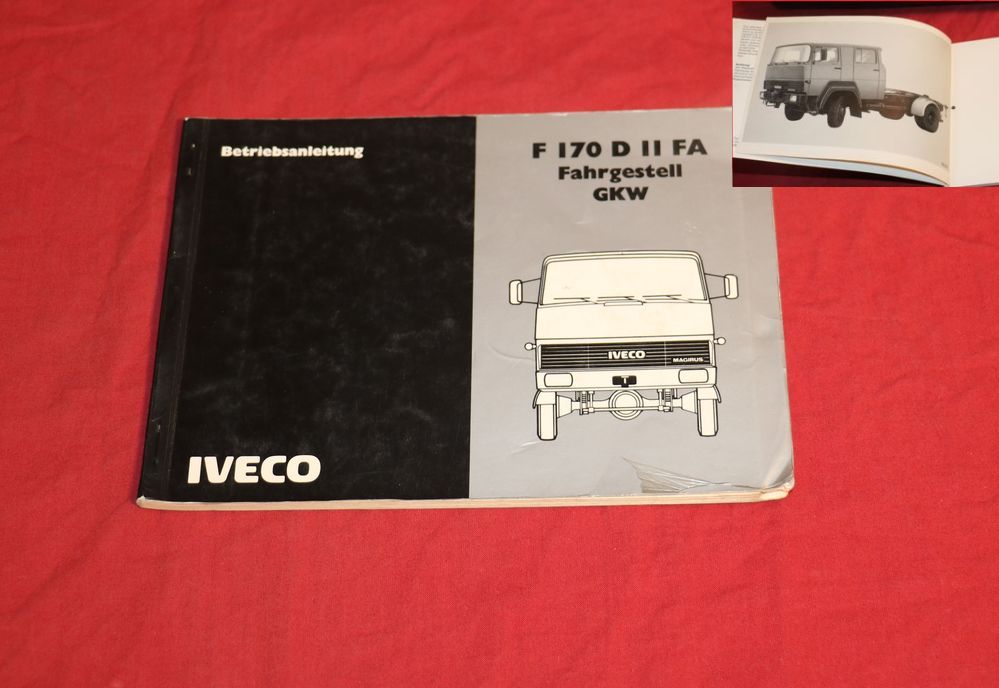 Betriebsanleitung
F 170 D 11 FA
Fahrgestell
GKW
IVECO
MAGIRUS
IVECO